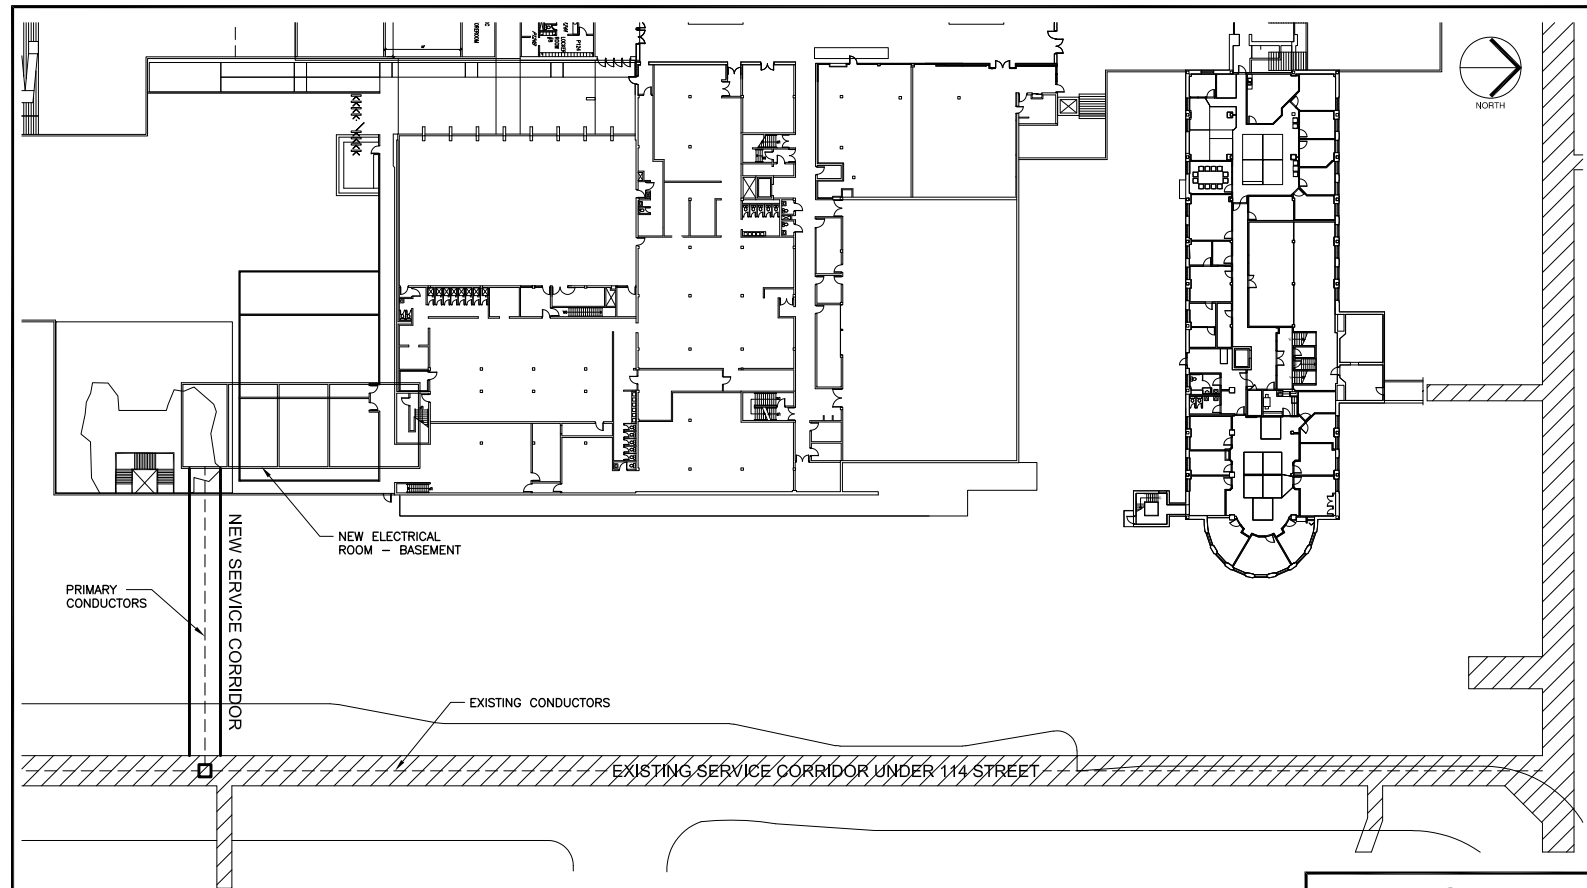 NORTH
NEW ELECTRICAL
ROOM – BASEMENT
NEW SERVICE CORRIDOR
PRIMARY
CONDUCTORS
EXISTING CONDUCTORS
EXISTING SERVICE CORRIDOR UNDER 114 STREET